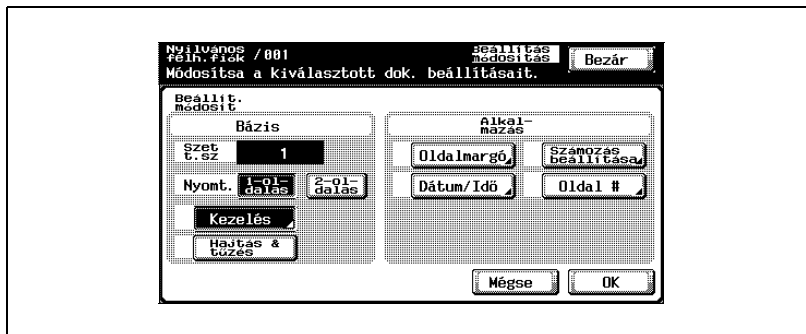 Nyilvános
félh.fiók /001
Beállítás
módosítás
Bezár
Módosítsa a kiválasztott dok. beállításait.
Beállít.
módosít
Bázis
Alkal-
mazás
Szet
t.sz 1
Oldalmargó
Számozás
beállítása
Nyomt. 1-ol-
dalas
2-ol-
dalas
Dátum/Idő
Oldal #
Kezelés
Hajtás &
tűzés
Mégse
OK